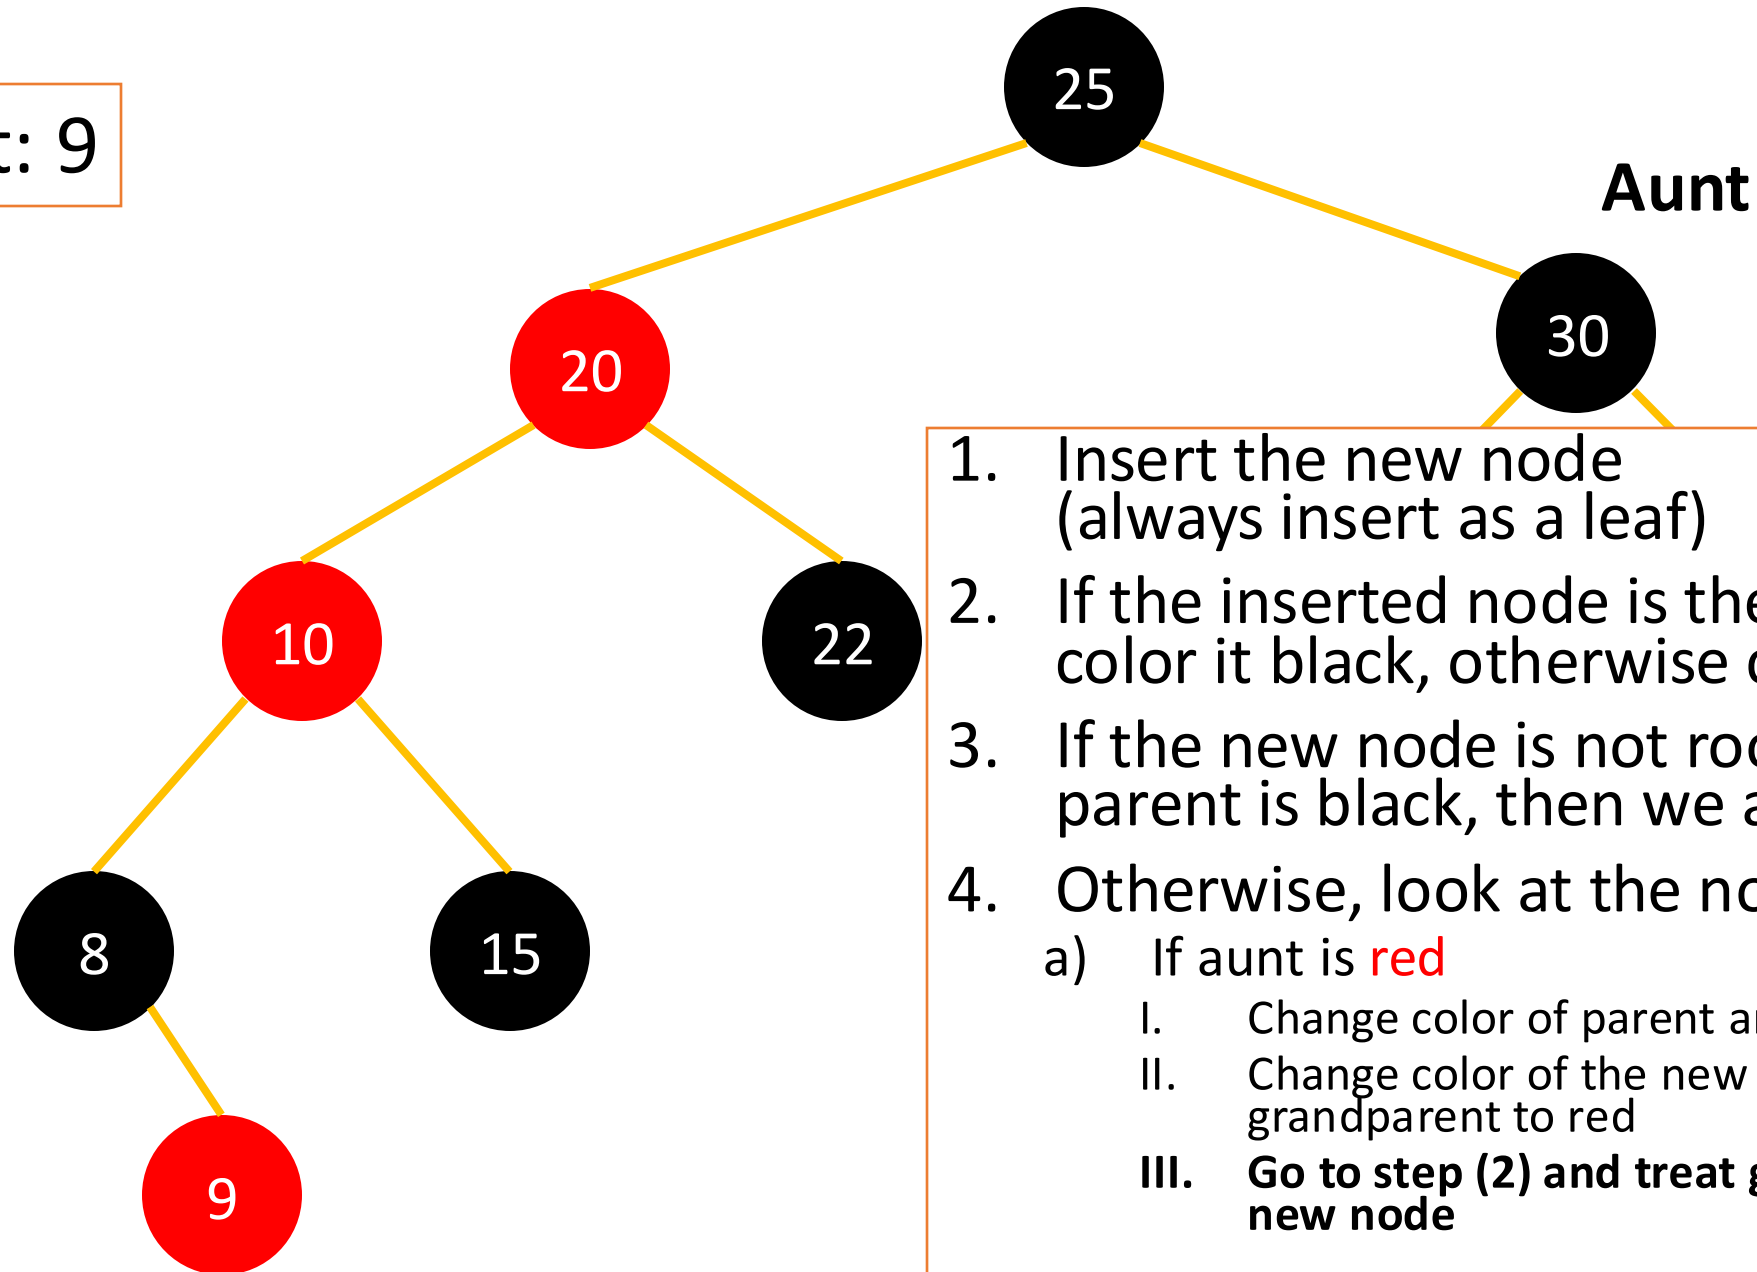 25
t: 9
Aunt
30
20
10
22
8
15
9
1. Insert the new node
(always insert as a leaf)
2. If the inserted node is the
color it black, otherwise
3. If the new node is not
parent is black, then we
4. Otherwise, look at the
a) If aunt is red
I. Change color of parent
II. Change color of the new
grandparent to red
III. Go to step (2) and treat
new node